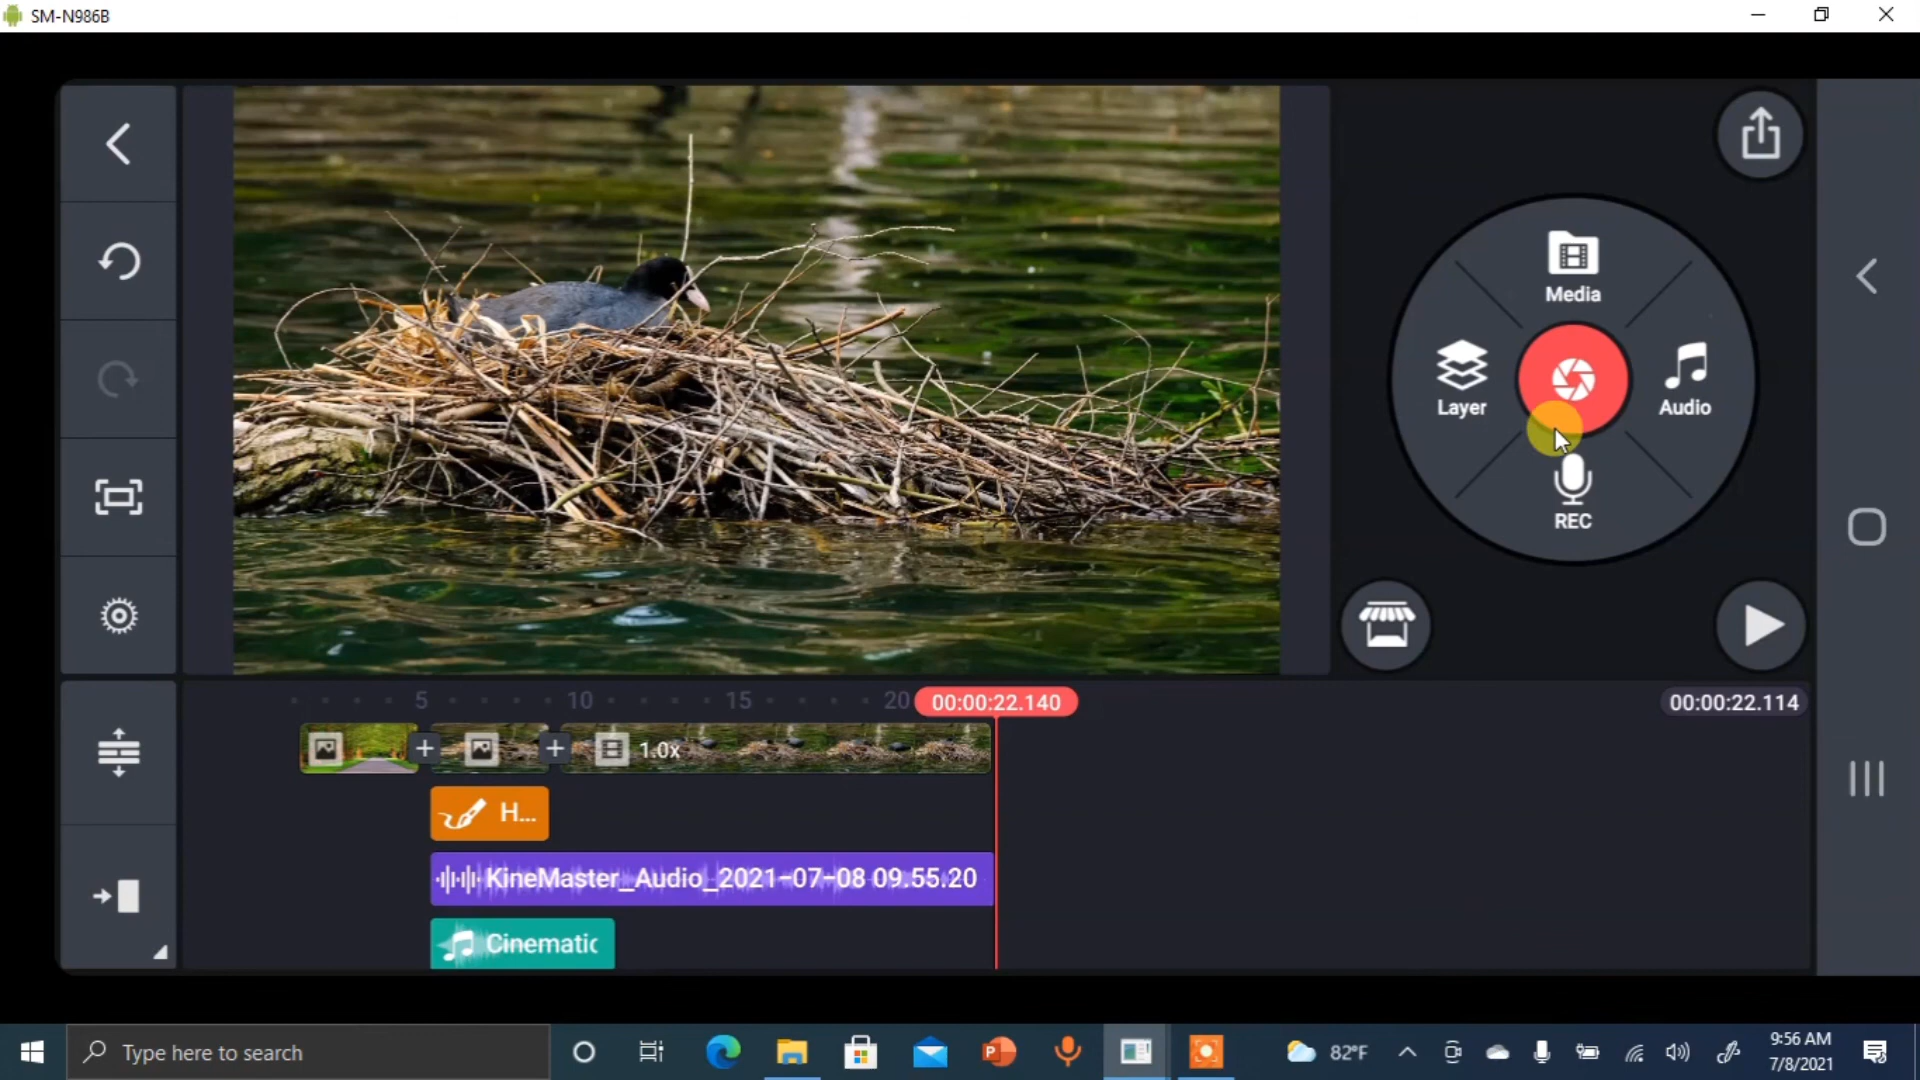 SM-N986B
Media
Layer
Audio
REC
5
10
15
20
00:00:22.140
00:00:22.114
1.0x
H...
KineMaster_Audio_2021-07-08 09.55.20
Cinematic
Type here to search
82°F
9:56 AM
7/8/2021